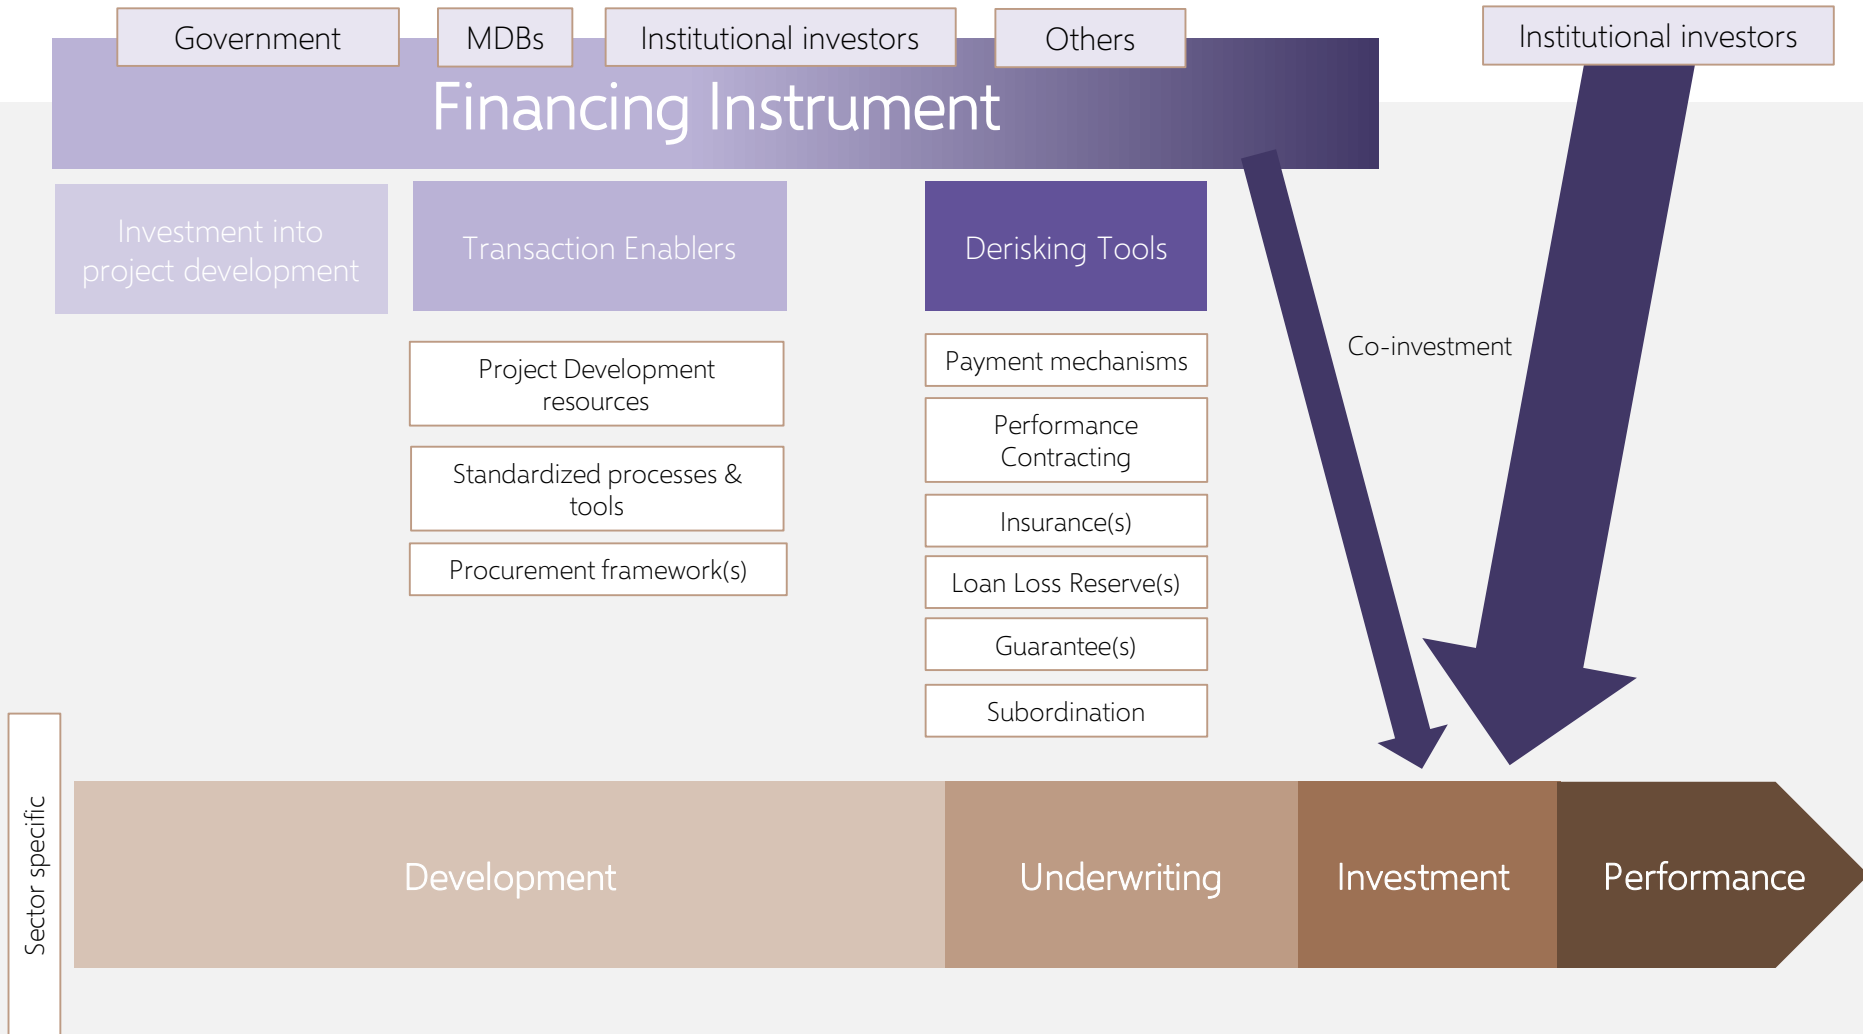 Government
MDBs
Institutional investors
Others
Institutional investors
Financing Instrument
Investment into
project development
Transaction Enablers
Derisking Tools
Project Development
resources
Standardized processes &
tools
Procurement framework(s)
Payment mechanisms
Performance
Contracting
Insurance(s)
Loan Loss Reserve(s)
Guarantee(s)
Subordination
Co-investment
Sector specific
Development
Underwriting
Investment
Performance